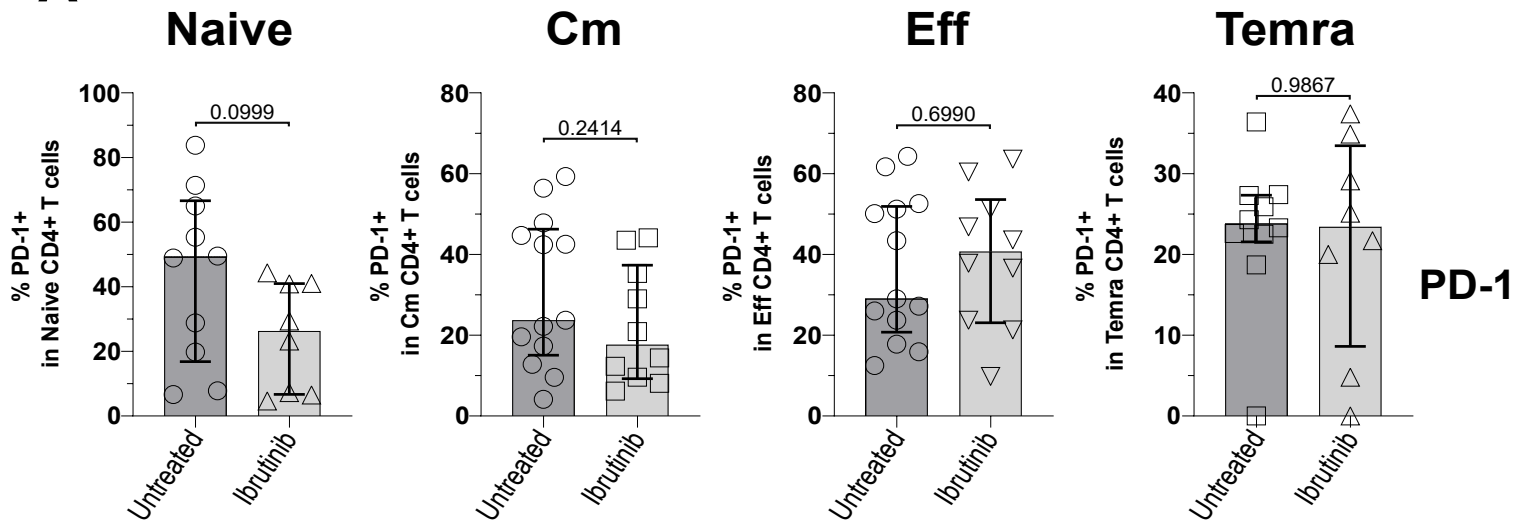 Naive
Cm
Eff
Temra
% PD-1+
in Naive CD4+ T cells
100
80
60
40
20
0
0.0999
Untreated
Ibrutinib
% PD-1+
in Cm CD4+ T cells
80
60
40
20
0
0.2414
Untreated
Ibrutinib
% PD-1+
in Eff CD4+ T cells
80
60
40
20
0
0.6990
Untreated
Ibrutinib
% PD-1+
in Temra CD4+ T cells
40
30
20
10
0
0.9867
Untreated
Ibrutinib
PD-1